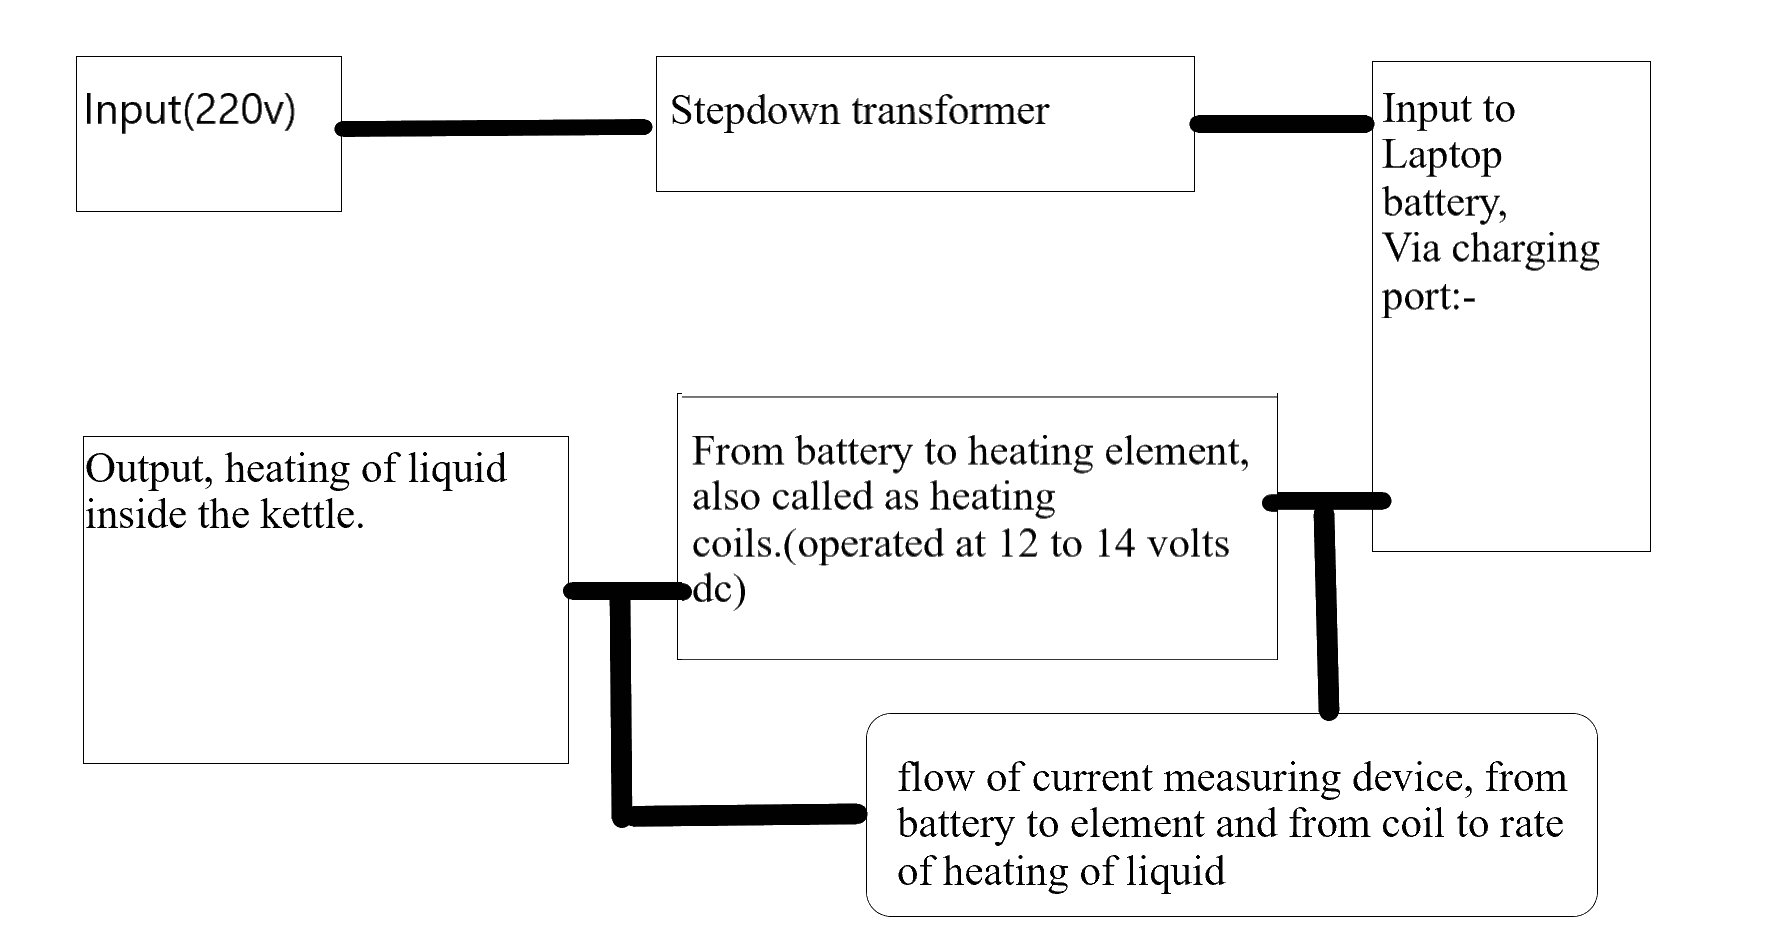 Input(220v)
Stepdown transformer
Input to
Laptop
battery,
Via charging
port:-
From battery to heating element,
also called as heating
coils.(operated at 12 to 14 volts
dc)
Output, heating of liquid
inside the kettle.
flow of current measuring device, from
battery to element and from coil to rate
of heating of liquid